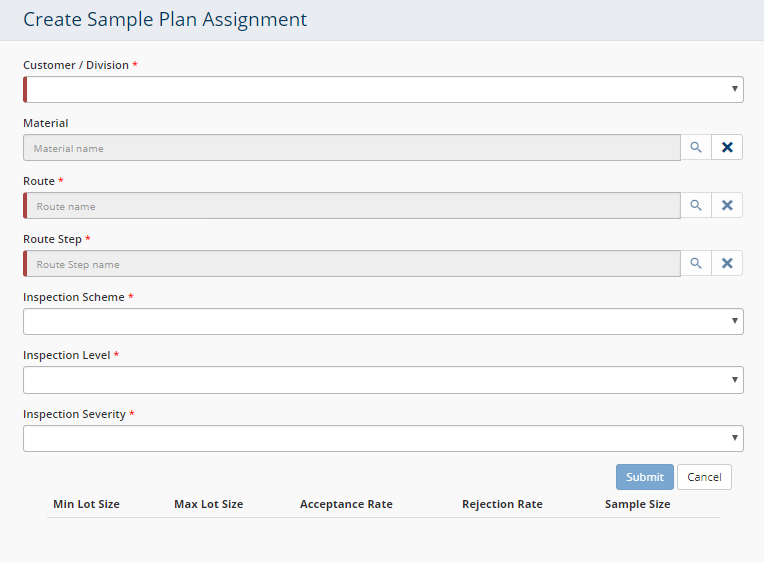 Create Sample Plan Assignment
Customer / Division *
Material
Material name
Route *
Route name
Route Step *
Route Step name
Inspection Scheme *
Inspection Level *
Inspection Severity *
Submit Cancel
Min Lot Size Max Lot Size Acceptance Rate Rejection Rate Sample Size